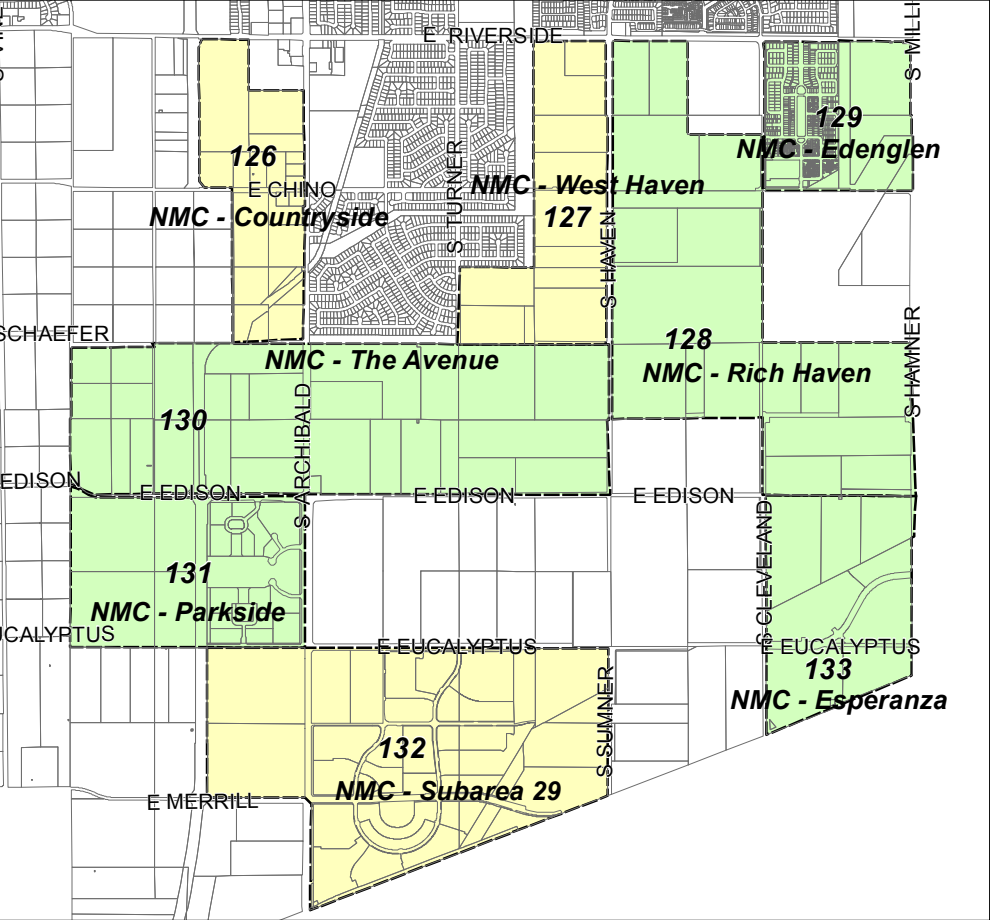 E RIVERSIDE
S MILLI
129
NMC - Edenglen
126
E CHINO
NMC - Countryside
S TURNER
NMC - West Haven
127
S HAVEN
SCHAEFER
128
NMC - Rich Haven
S HAMNER
NMC - The Avenue
130
S ARCHIBALD
EDISON
E EDISON
E EDISON
E EDISON
131
NMC - Parkside
S CLEVELAND
UCALYPTUS
E EUCALYPTUS
E EUCALYPTUS
133
NMC - Esperanza
S SUMNER
132
NMC - Subarea 29
E MERRILL